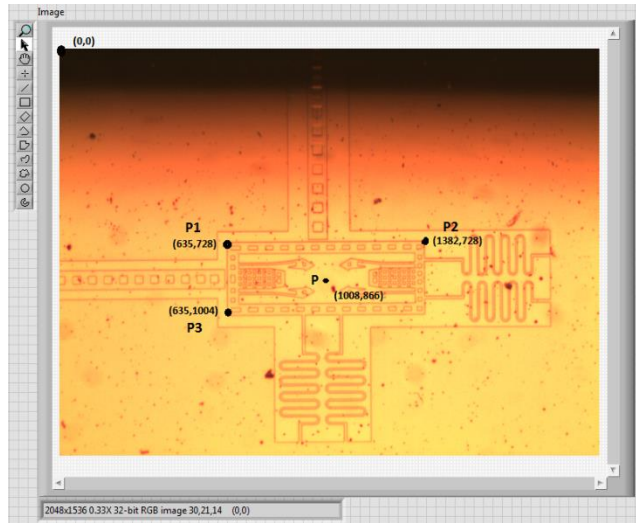 Image
(0,0)
P1
(635,728)
P2
(1382,728)
P
(1008,866)
(635,1004)
P3
2048x1536 0.33X 32-bit RGB image 30,21,14 (0,0)